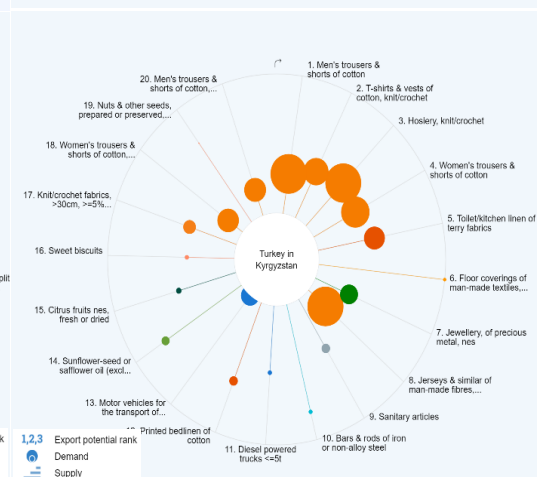 1. Men's trousers &
shorts of cotton
2. T-shirts & vests of
cotton, knit/crochet
3. Hosiery, knit/crochet
4. Women's trousers &
shorts of cotton
5. Toilet/kitchen linen of
terry fabrics
6. Floor coverings of
man-made textiles,...
7. Jewellery, of precious
metal, nes
8. Jerseys & similar of
man-made fibres,...
9. Sanitary articles
10. Bars & rods of iron
or non-alloy steel
11. Diesel powered
trucks <=5t
Printed bedlinen of
cotton
13. Motor vehicles for
the transport of...
14. Sunflower-seed or
safflower oil (excl...
15. Citrus fruits nes,
fresh or dried
16. Sweet biscuits
17. Knit/crochet fabrics,
>30cm, >=5%...
18. Women's trousers &
shorts of cotton,...
19. Nuts & other seeds,
prepared or preserved,...
20. Men's trousers &
shorts of cotton,...
Turkey in
Kyrgyzstan
split
k
1,2,3 Export potential rank
Demand
Supply